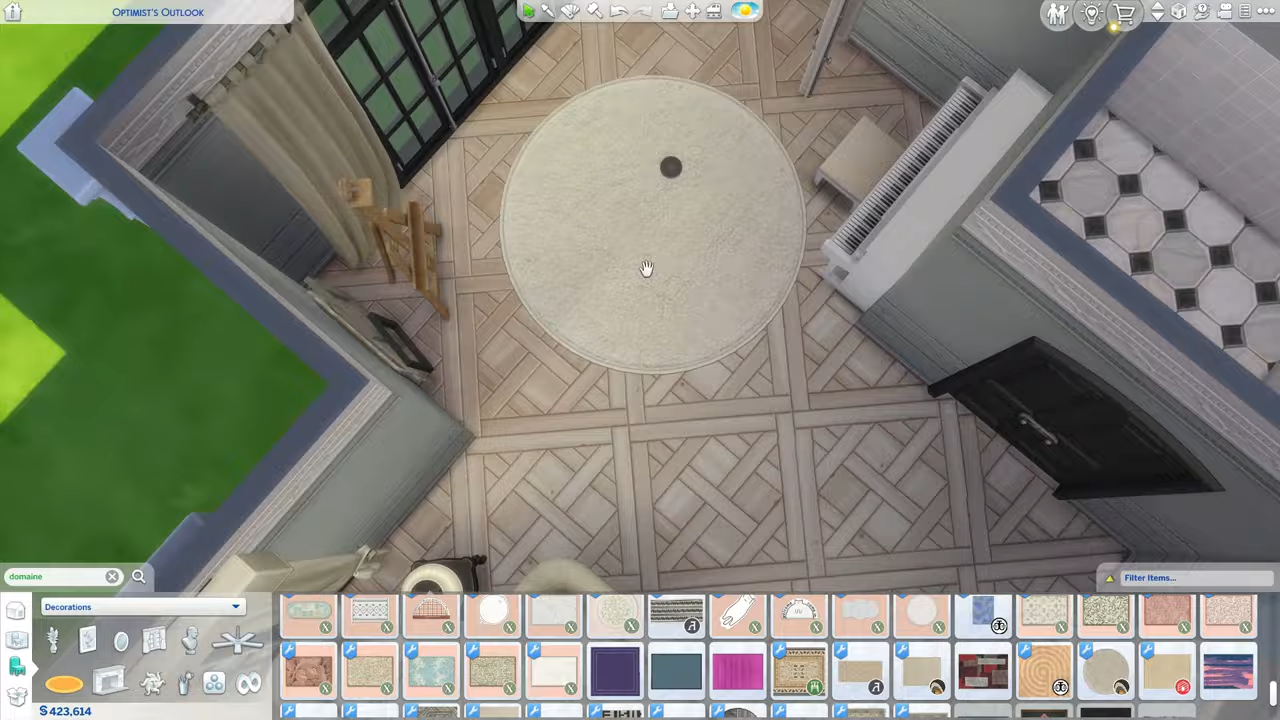 OPTIMIST'S OUTLOOK
domaine
Filter Items...
Decorations
§423,614